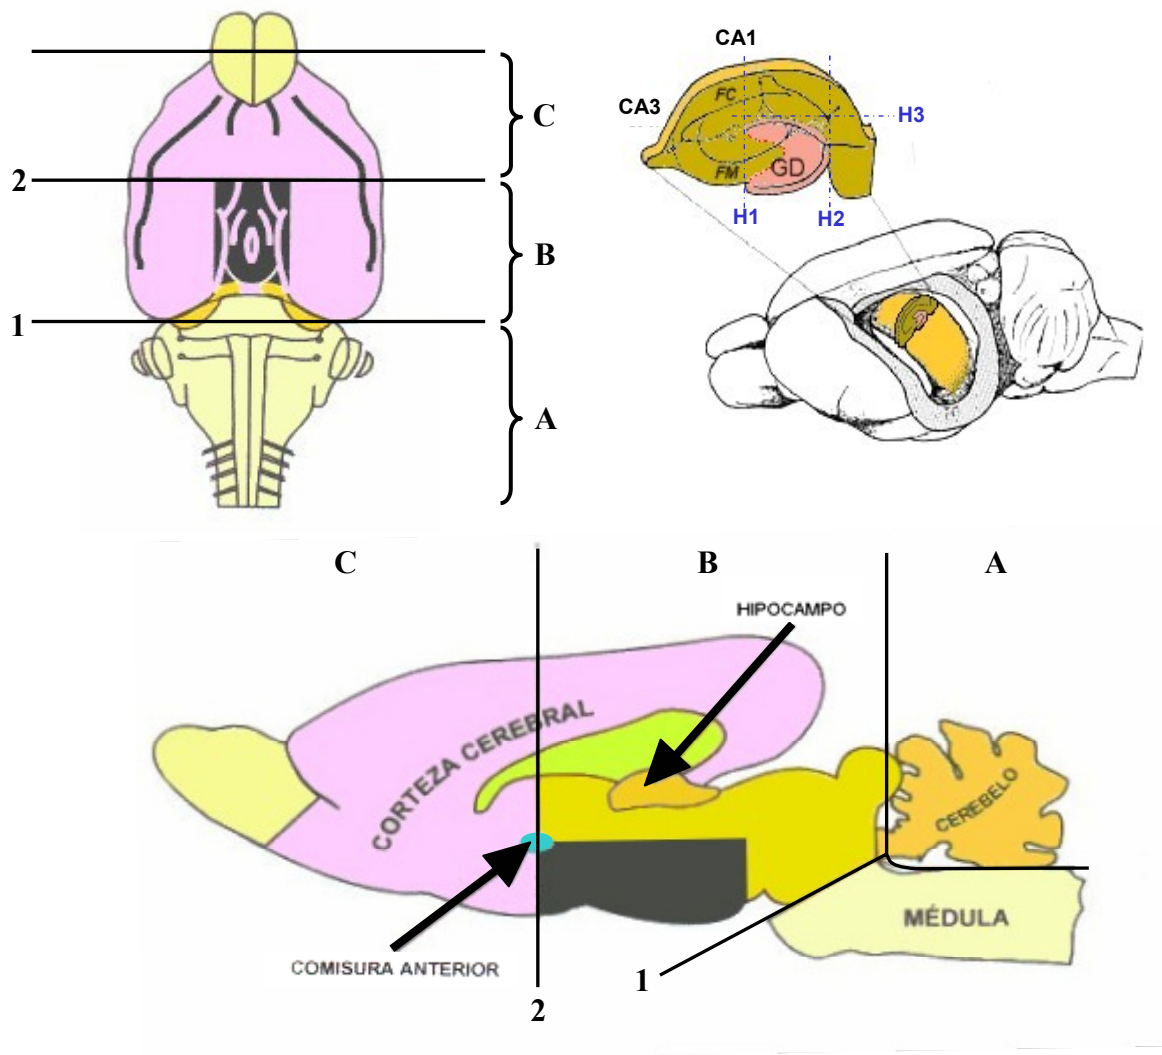 C
2
B
1
A
CA1
CA3
FC
H3
FM
GD
H1
H2
C
B
A
HIPOCAMPO
CORTEZA CEREBRAL
CEREBELO
MÉDULA
COMISURA ANTERIOR
1
2